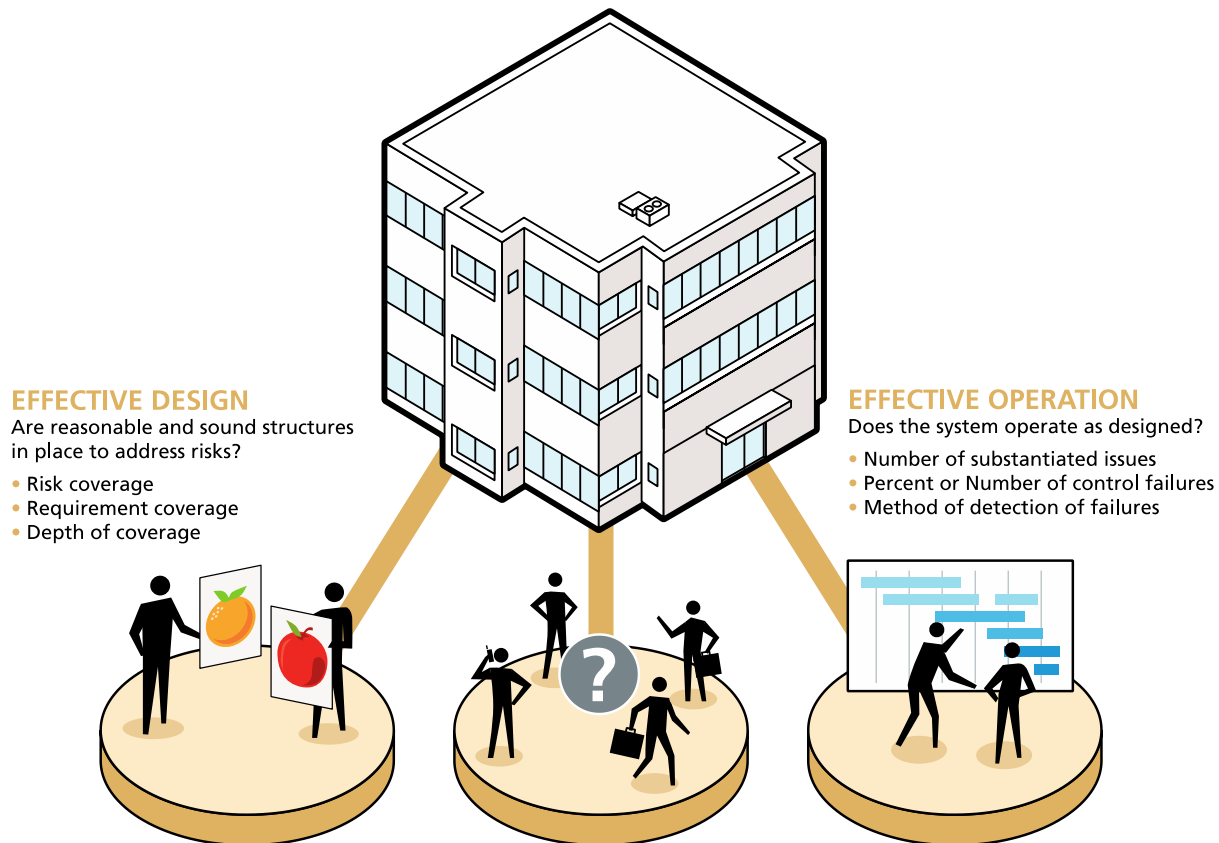 EFFECTIVE DESIGN
Are reasonable and sound structures
in place to address risks?
• Risk coverage
• Requirement coverage
• Depth of coverage
EFFECTIVE OPERATION
Does the system operate as designed?
• Number of substantiated issues
• Percent or Number of control failures
• Method of detection of failures
?